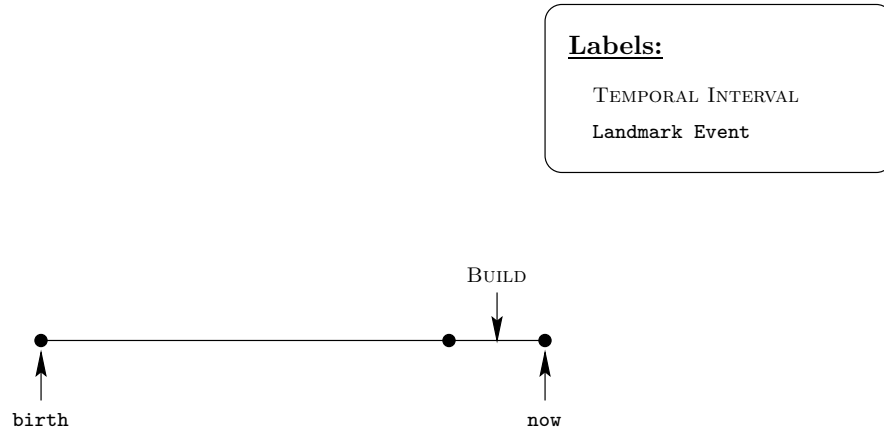 Labels:
Temporal Interval
Landmark Event
Build
birth
now